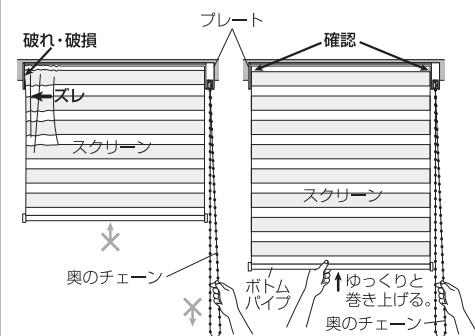 プレート
破れ・破損
確認
ズレ
スクリーン
スクリーン
奥のチェーン
ボトム
パイプ
ゆっくりと
巻き上げる。
奥のチェーン